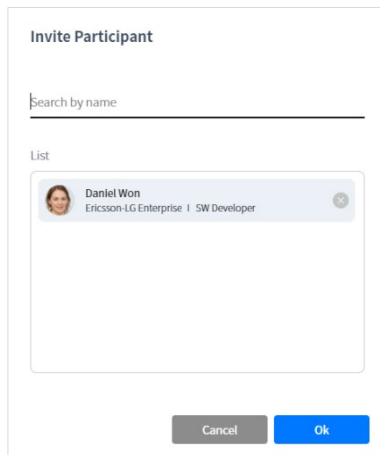 Invite Participant
Search by name
List
Daniel Won
Ericsson-LG Enterprise I SW Developer
Cancel
Ok